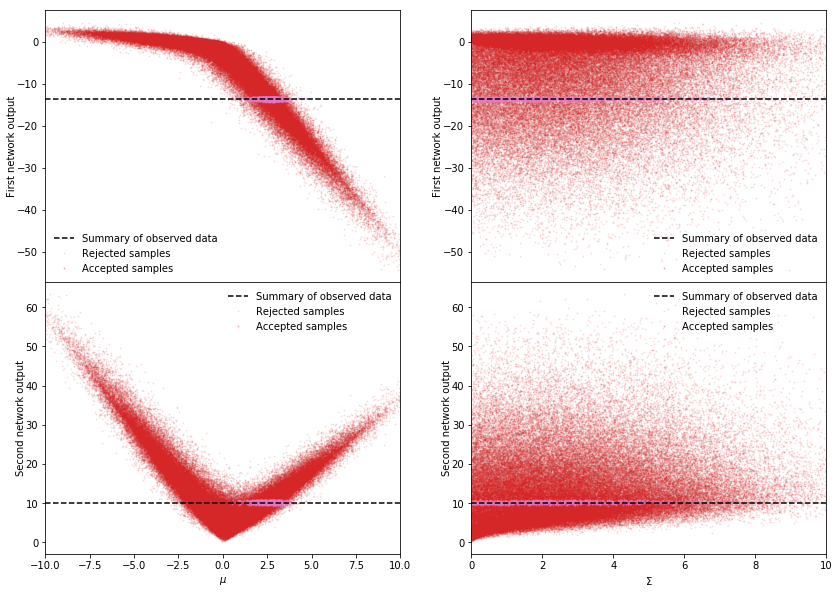 First network output
0
−10
−20
−30
−40
−50
Summary of observed data
Rejected samples
Accepted samples
First network output
0
−10
−20
−30
−40
−50
Summary of observed data
Rejected samples
Accepted samples
Second network output
60
50
40
30
20
10
0
Summary of observed data
Rejected samples
Accepted samples
−10.0 −7.5 −5.0 −2.5 0.0 2.5 5.0 7.5 10.0
μ
Second network output
60
50
40
30
20
10
0
Summary of observed data
Rejected samples
Accepted samples
0 2 4 6 8 10
Σ